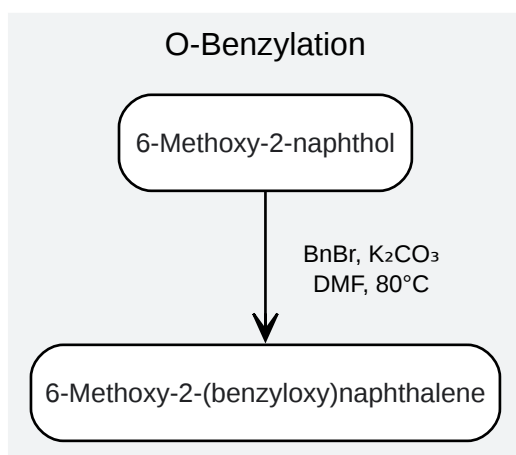 O-Benzylation
6-Methoxy-2-naphthol
BnBr, K₂CO₃
DMF, 80°C
6-Methoxy-2-(benzyloxy)naphthalene